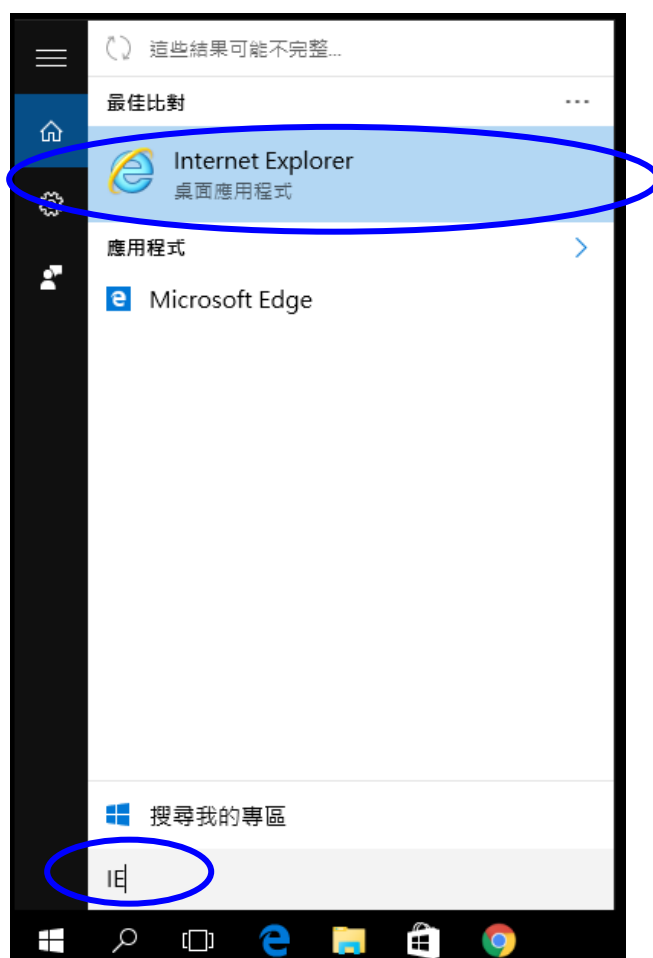 這些結果可能不完整...
最佳比對
Internet Explorer
桌面應用程式
應用程式
Microsoft Edge
搜尋我的專區
IE